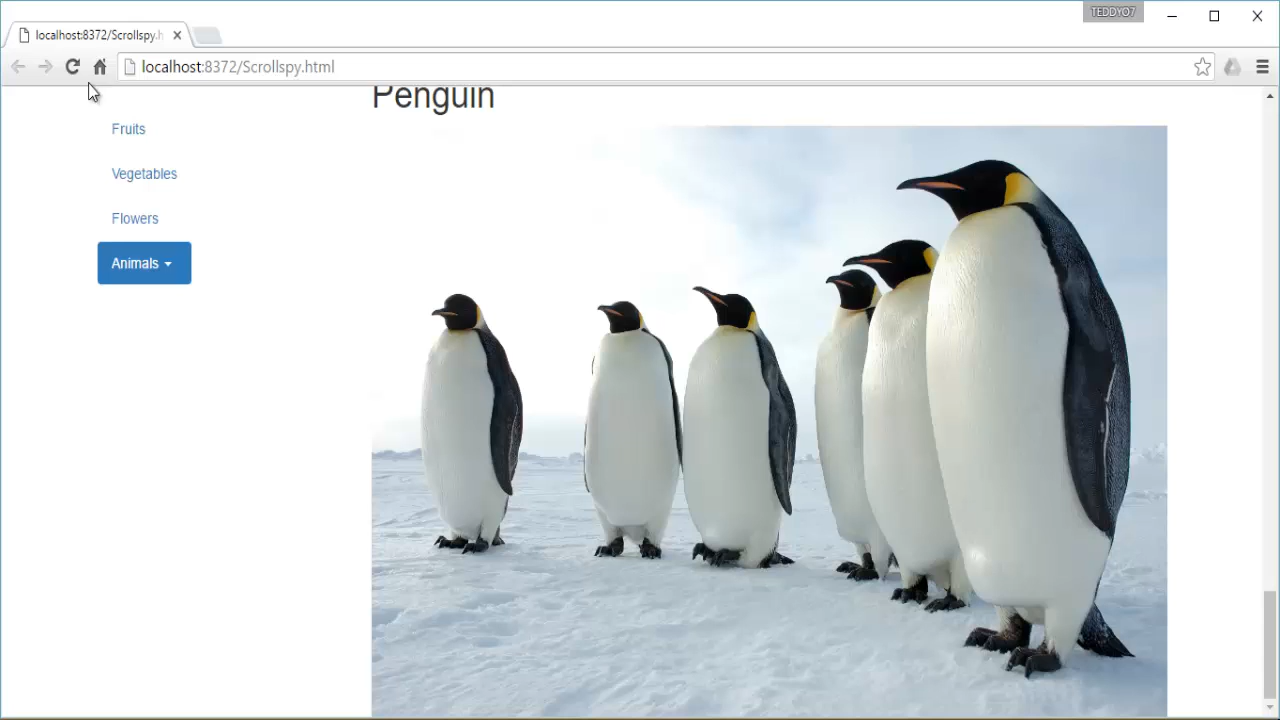 TEDDYO7
localhost:8372/Scrollspy.h
localhost:8372/Scrollspy.html
Penguin
Fruits
Vegetables
Flowers
Animals